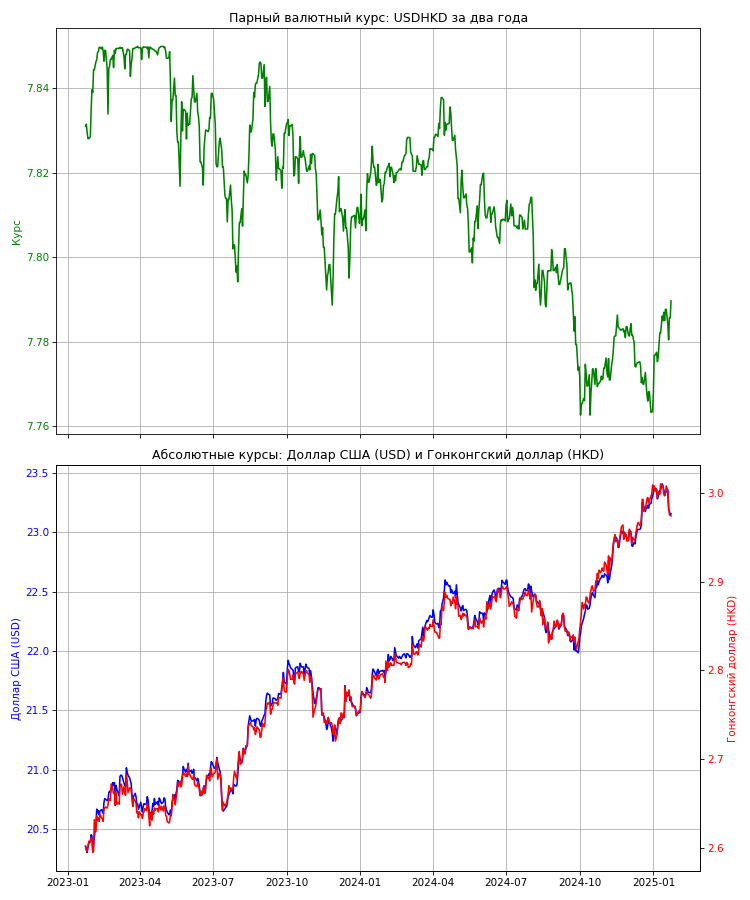 Парный валютный курс: USDHKD за два года
Курс
7.84
7.82
7.80
7.78
7.76
Абсолютные курсы: Доллар США (USD) и Гонконгский доллар (HKD)
Доллар США (USD)
23.5
23.0
22.5
22.0
21.5
21.0
20.5
3.0
2.9
2.8
2.7
2.6
Гонконгский доллар (HKD)
2023-01 2023-04 2023-07 2023-10 2024-01 2024-04 2024-07 2024-10 2025-01